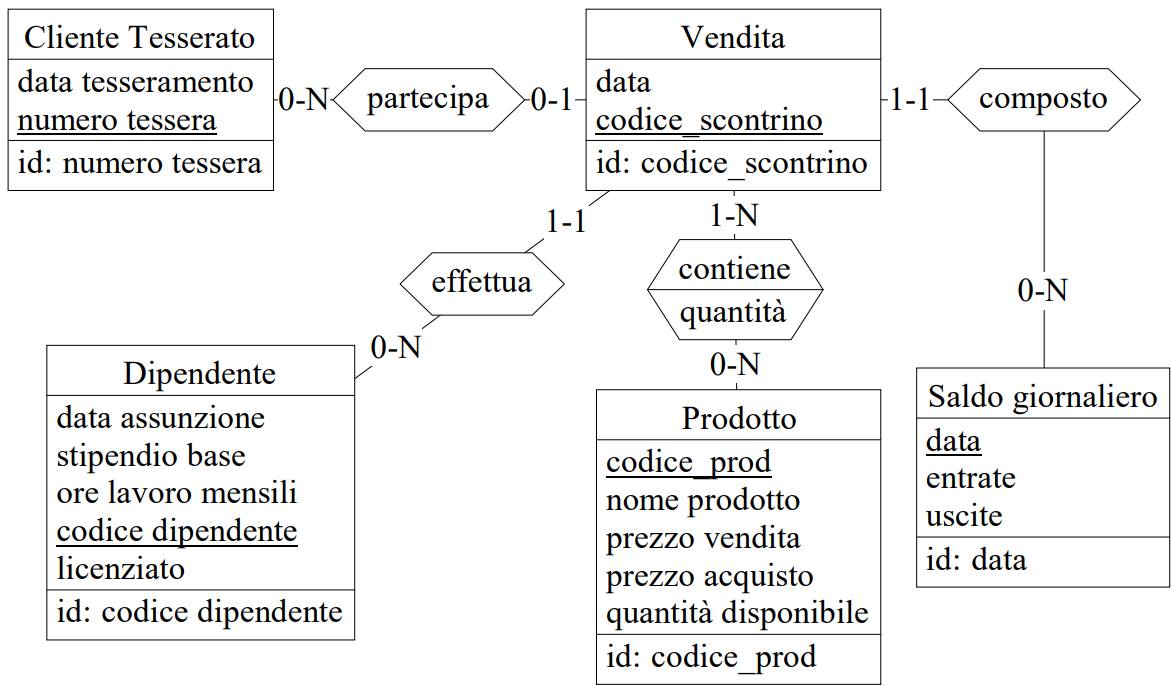 Cliente Tesserato
data tesseramento
numero tessera
id: numero tessera
0-N
partecipa
0-1
Vendita
data
codice_scontrino
id: codice_scontrino
1-1
composto
0-N
1-1
effettua
0-N
1-N
contiene
quantità
0-N
Dipendente
data assunzione
stipendio base
ore lavoro mensili
codice dipendente
licenziato
id: codice dipendente
Prodotto
codice_prod
nome prodotto
prezzo vendita
prezzo acquisto
quantità disponibile
id: codice_prod
Saldo giornaliero
data
entrate
uscite
id: data